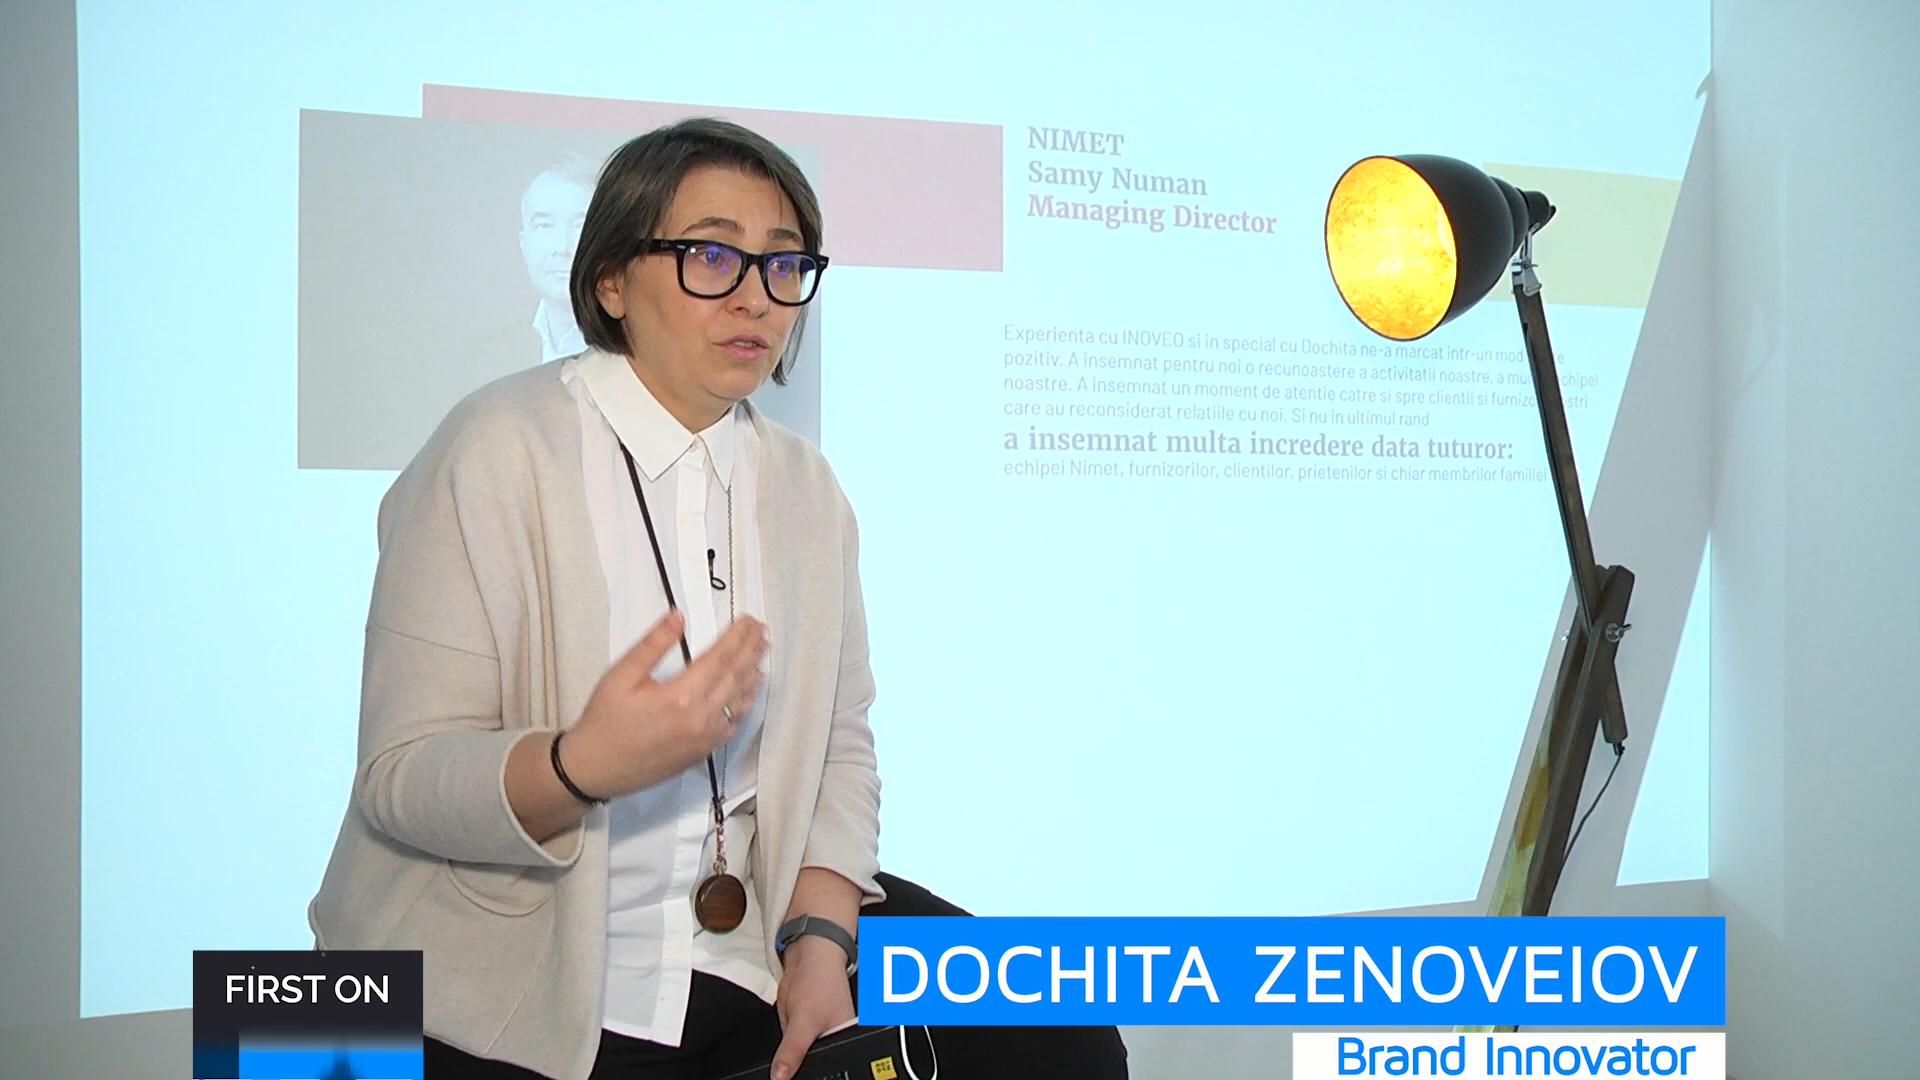 NIMET
Samy Numan
Managing Director
Experienta cu INOVEO si in special cu Dochita ne-a marcat intr-un mod
pozitiv. A insemnat pentru noi o recunoastere a activitatii noastre, a
noastre. A insemnat un moment de atentie catre si spre clientii si
care au reconsiderat relatiile cu noi. Si nu in ultimul rand
a insemnat multa incredere data tuturor:
echipei Nimet, furnizorilor, clientilor, prietenilor si chiar membrilor familiei
FIRST ON
DOCHITA ZENOVEIOV
Brand Innovator